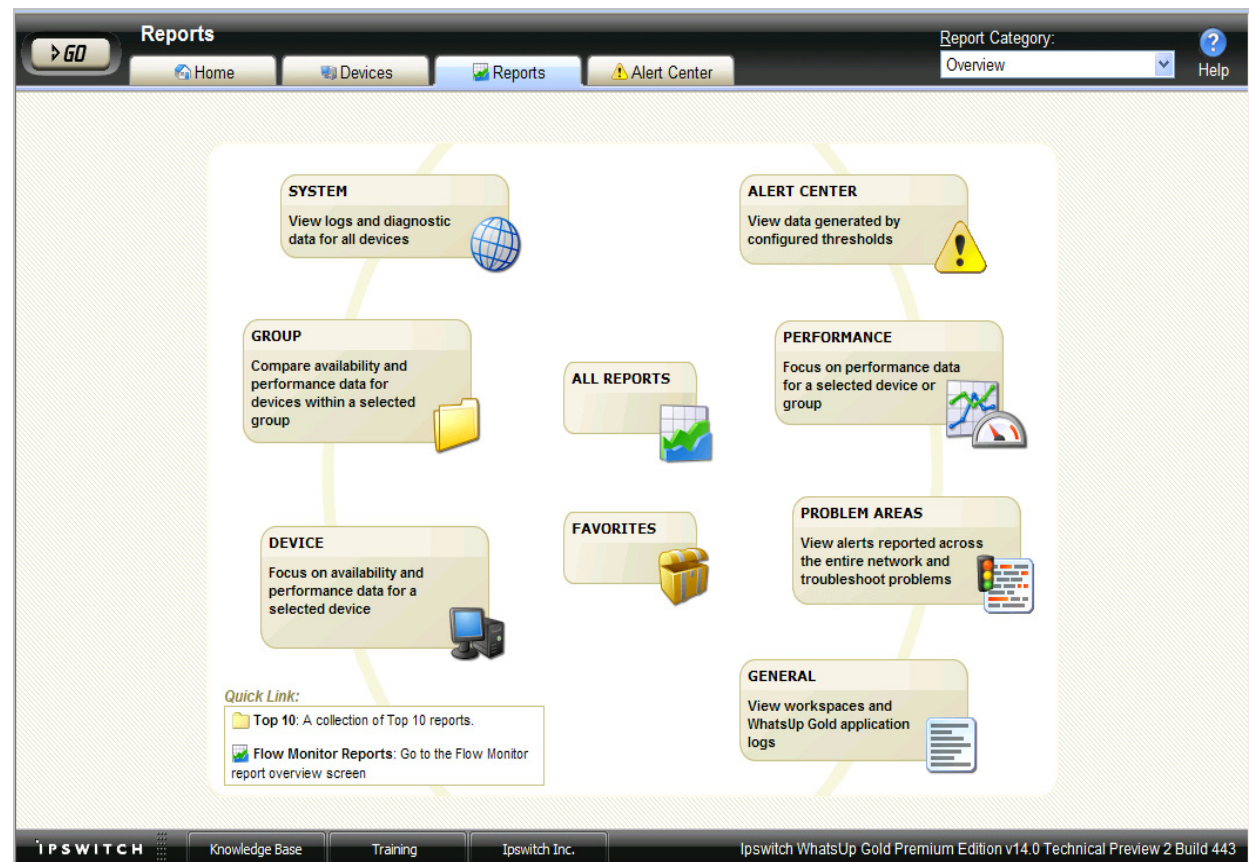 GO
Reports
Report Category:
Home
Devices
Reports
Alert Center
Overview
Help
SYSTEM
View logs and diagnostic
data for all devices
ALERT CENTER
View data generated by
configured thresholds
GROUP
Compare availability and
performance data for
devices within a selected
group
ALL REPORTS
PERFORMANCE
Focus on performance data
for a selected device or
group
DEVICE
Focus on availability and
performance data for a
selected device
FAVORITES
PROBLEM AREAS
View alerts reported across
the entire network and
troubleshoot problems
GENERAL
View workspaces and
WhatsUp Gold application
logs
Quick Link:
Top 10: A collection of Top 10 reports.
Flow Monitor Reports: Go to the Flow Monitor
report overview screen
IPSWITCH
Knowledge Base
Training
Ipswitch Inc.
Ipswitch WhatsUp Gold Premium Edition v14.0 Technical Preview 2 Build 443